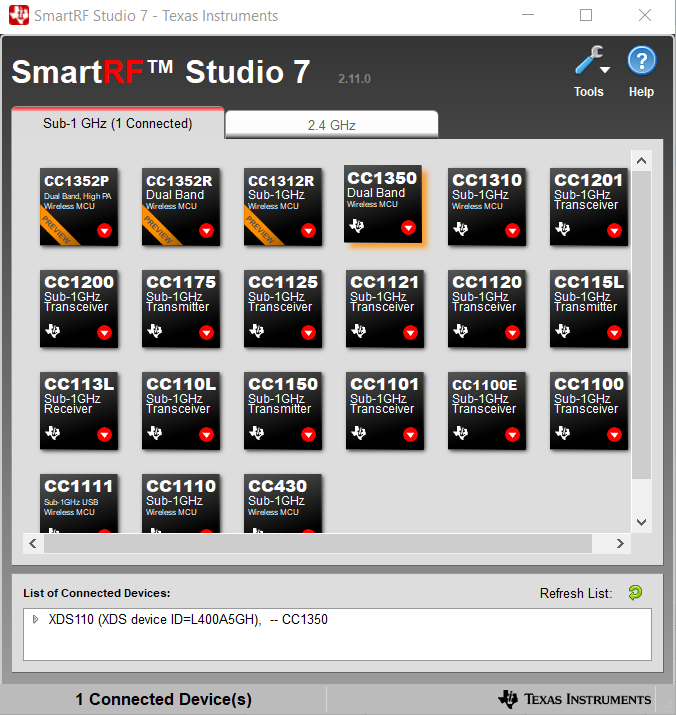 SmartRF Studio 7 - Texas Instruments
SmartRF™ Studio 7 2.11.0
Tools Help
Sub-1 GHz (1 Connected) 2.4 GHz
CC1352P
Dual Band, High PA
Wireless MCU
PREVIEW
CC1352R
Dual Band
Wireless MCU
PREVIEW
CC1312R
Sub-1GHz
Wireless MCU
PREVIEW
CC1350
Dual Band
Wireless MCU
CC1310
Sub-1GHz
Wireless MCU
CC1201
Sub-1GHz
Transceiver
CC1200
Sub-1GHz
Transceiver
CC1175
Sub-1GHz
Transmitter
CC1125
Sub-1GHz
Transceiver
CC1121
Sub-1GHz
Transceiver
CC1120
Sub-1GHz
Transceiver
CC115L
Sub-1GHz
Transmitter
CC113L
Sub-1GHz
Receiver
CC110L
Sub-1GHz
Transceiver
CC1150
Sub-1GHz
Transmitter
CC1101
Sub-1GHz
Transceiver
CC1100E
Sub-1GHz
Transceiver
CC1100
Sub-1GHz
Transceiver
CC1111
Sub-1GHz USB
Wireless MCU
CC1110
Sub-1GHz
Wireless MCU
CC430
Sub-1GHz
Wireless MCU
List of Connected Devices: Refresh List:
XDS110 (XDS device ID=L400A5GH), -- CC1350
1 Connected Device(s) TEXAS INSTRUMENTS